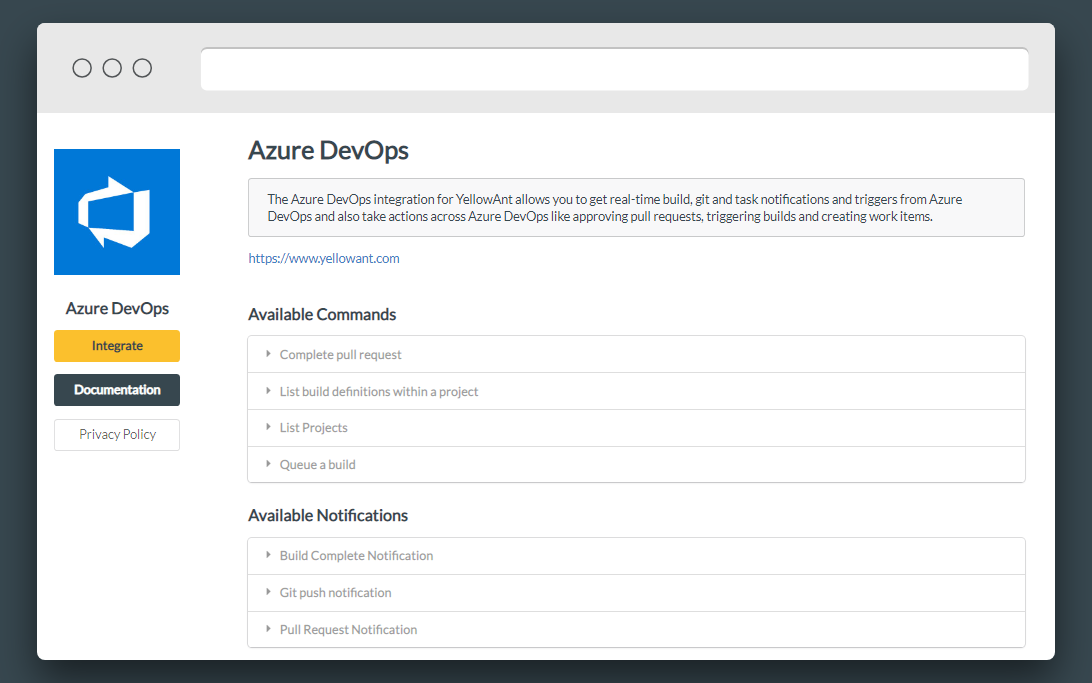 Azure DevOps
Integrate
Documentation
Privacy Policy
Azure DevOps
The Azure DevOps integration for YellowAnt allows you to get real-time build, git and task notifications and triggers from Azure
DevOps and also take actions across Azure DevOps like approving pull requests, triggering builds and creating work items.
https://www.yellowant.com
Available Commands
Complete pull request
List build definitions within a project
List Projects
Queue a build
Available Notifications
Build Complete Notification
Git push notification
Pull Request Notification